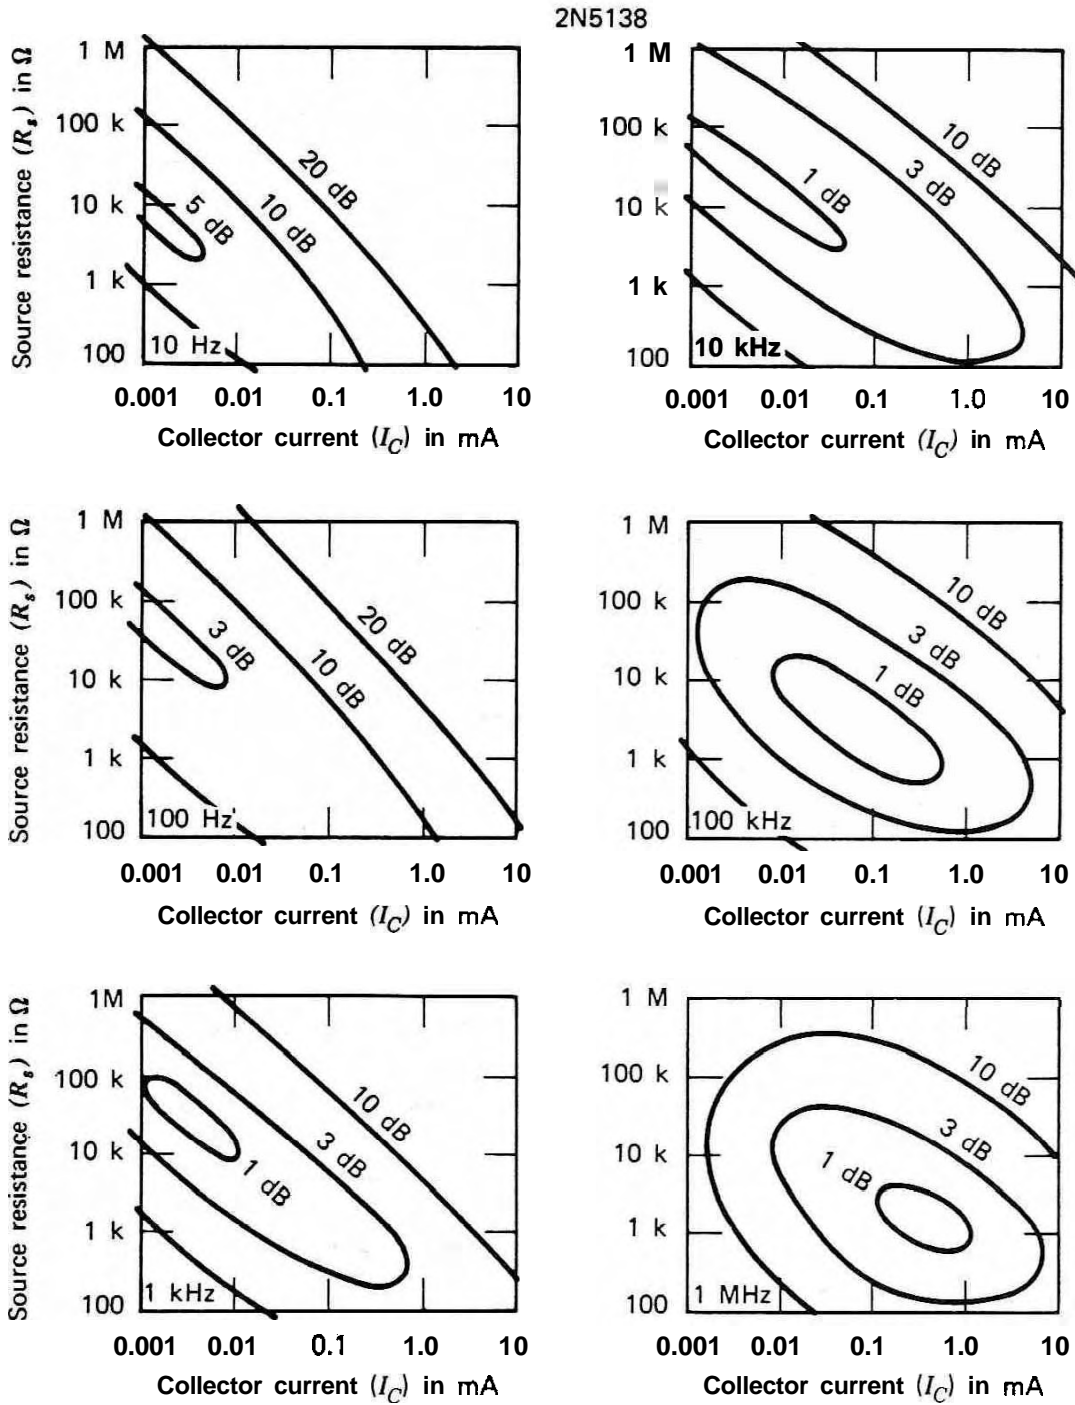 2N5138
Source resistance (Rs) in Ω
1 M
100 k
10 k
1 k
100
20 dB
10 dB
5 dB
10 Hz
0.001 0.01 0.1 1.0 10
Collector current (IC) in mA
1 M
100 k
10 k
1 k
100
10 dB
3 dB
1 dB
10 kHz
0.001 0.01 0.1 1.0 10
Collector current (IC) in mA
Source resistance (Rs) in Ω
1 M
100 k
10 k
1 k
100
20 dB
10 dB
3 dB
100 Hz
0.001 0.01 0.1 1.0 10
Collector current (IC) in mA
1 M
100 k
10 k
1 k
100
10 dB
3 dB
1 dB
100 kHz
0.001 0.01 0.1 1.0 10
Collector current (IC) in mA
Source resistance (Rs) in Ω
1M
100 k
10 k
1 k
100
10 dB
3 dB
1 dB
1 kHz
0.001 0.01 0.1 1.0 10
Collector current (IC) in mA
1 M
100 k
10 k
1 k
100
10 dB
3 dB
1 dB
1 MHz
0.001 0.01 0.1 1.0 10
Collector current (IC) in mA